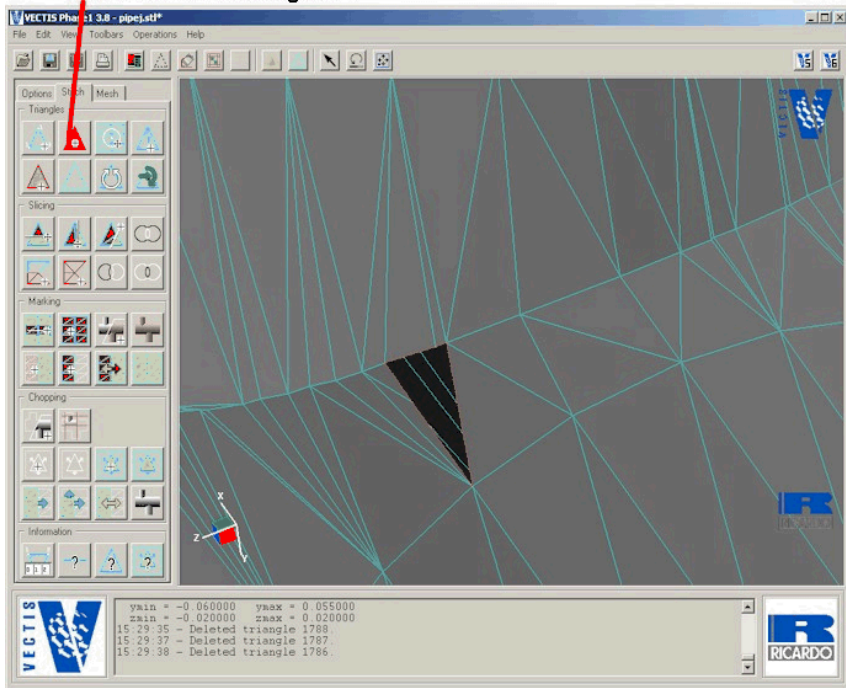 VECTIS Phase1 3.8 - pipej.stl*
File Edit View Toolbars Operations Help
Options Stitch Mesh
Triangles
Slicing
Marking
Chopping
Information
X
Z
Y
RICARDO
VECTIS
ymin = -0.060000 ymax = 0.055000
zmin = -0.020000 zmax = 0.020000
15:29:35 - Deleted triangle 1788.
15:29:37 - Deleted triangle 1787.
15:29:38 - Deleted triangle 1786.
RICARDO